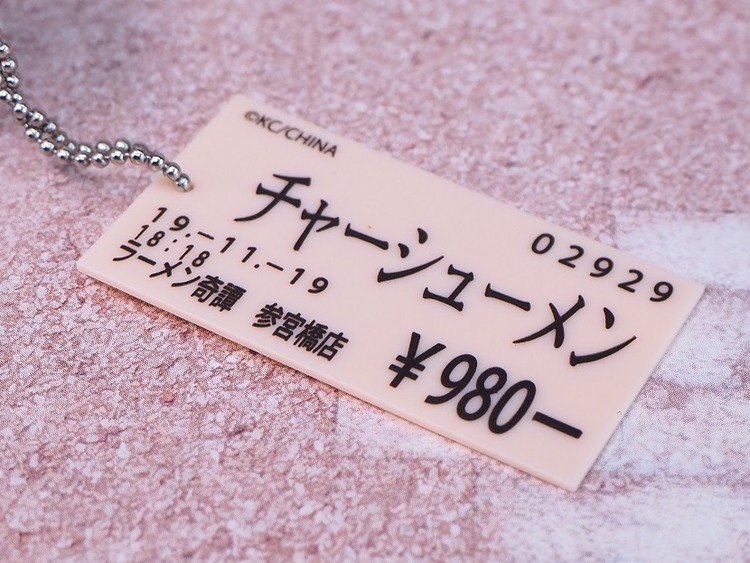 ©KC/CHINA
02929
チャーシューメン
19.-11.-19
18:18
ラーメン奇譚 参宮橋店
¥980-